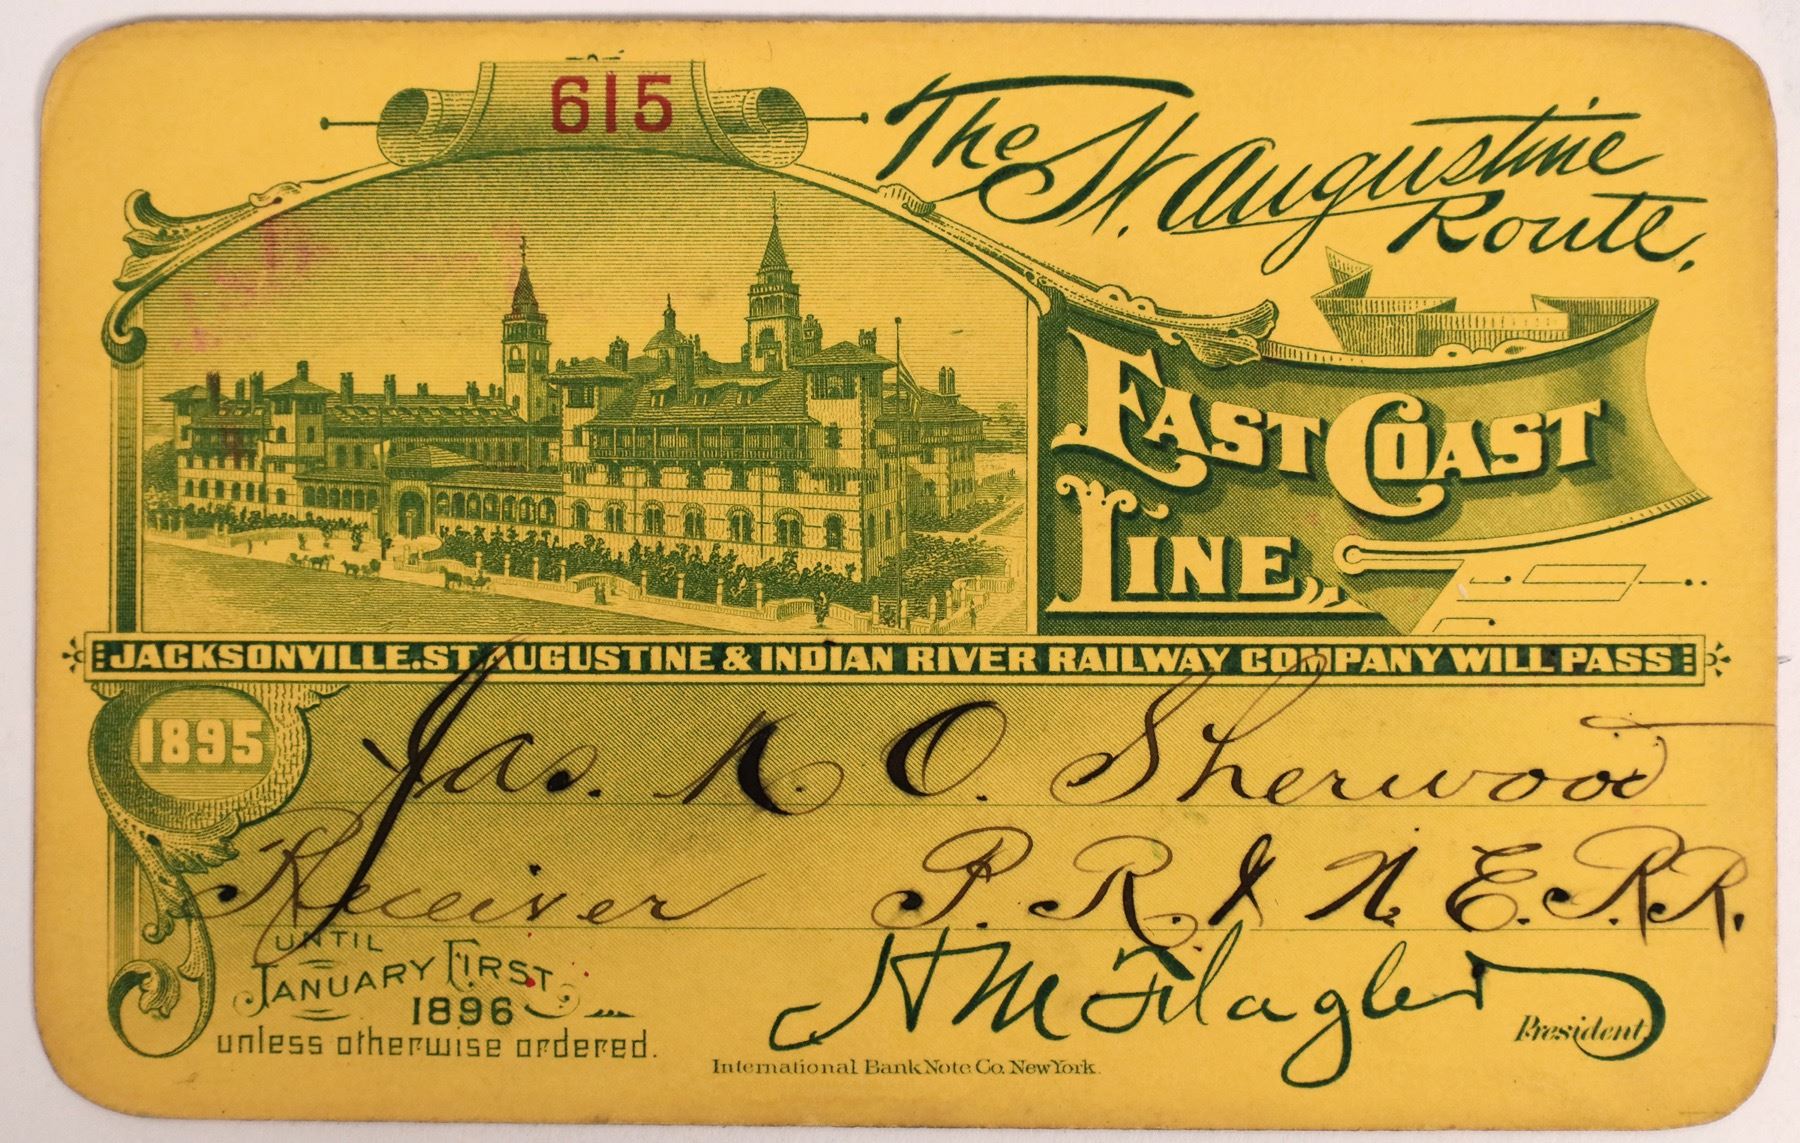 615
The St. Augustine
Route.
EAST COAST
LINE,
JACKSONVILLE. ST. AUGUSTINE & INDIAN RIVER RAILWAY COMPANY WILL PASS
1895
Jas. N. O. Sherwood
Receiver P. R. & N. E. R.R.
UNTIL
JANUARY FIRST
1896
unless otherwise ordered.
H M Flagler
President
International Bank Note Co. New York.